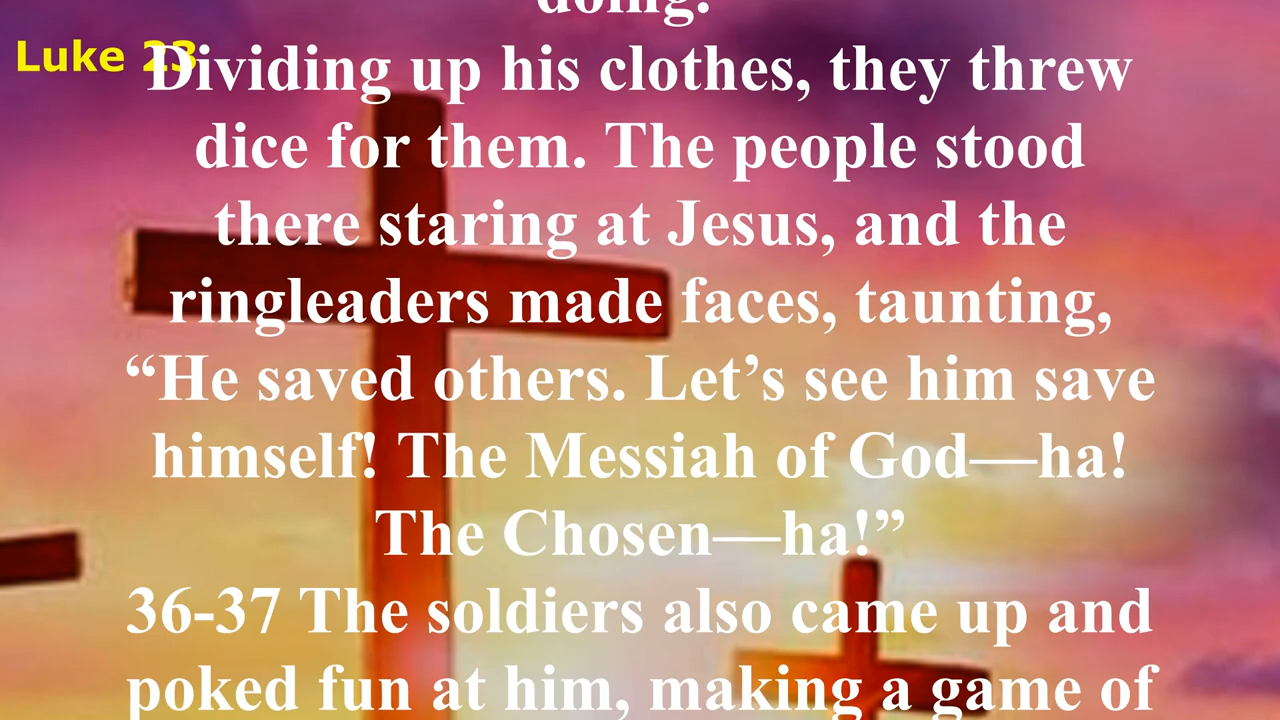 doing.
Luke 23
Dividing up his clothes, they threw
dice for them. The people stood
there staring at Jesus, and the
ringleaders made faces, taunting,
“He saved others. Let’s see him save
himself! The Messiah of God—ha!
The Chosen—ha!”
36-37 The soldiers also came up and
poked fun at him, making a game of